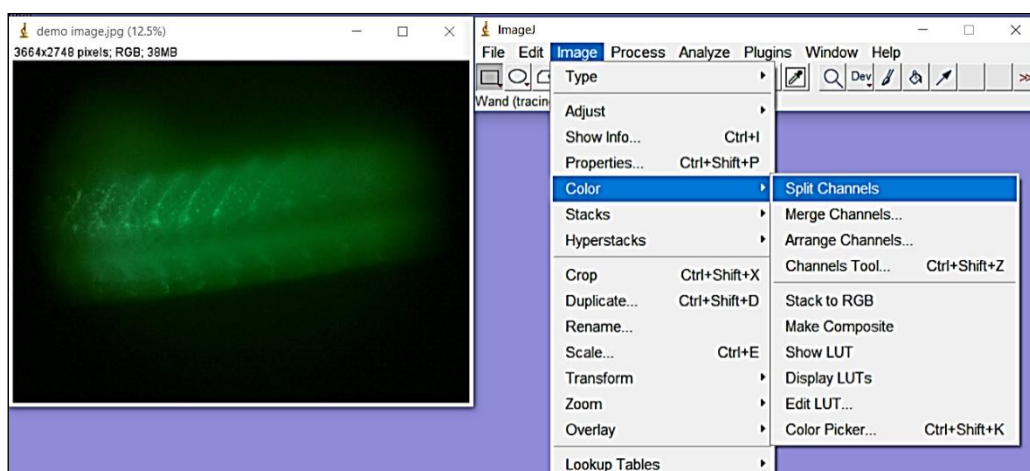 demo image.jpg (12.5%)
3664x2748 pixels; RGB; 38MB
ImageJ
File Edit Image Process Analyze Plugins Window Help
Dev
>>
Wand (tracin
Type
Adjust
Show Info... Ctrl+I
Properties... Ctrl+Shift+P
Color
Stacks
Hyperstacks
Crop Ctrl+Shift+X
Duplicate... Ctrl+Shift+D
Rename...
Scale... Ctrl+E
Transform
Zoom
Overlay
Lookup Tables
Split Channels
Merge Channels...
Arrange Channels...
Channels Tool... Ctrl+Shift+Z
Stack to RGB
Make Composite
Show LUT
Display LUTs
Edit LUT...
Color Picker... Ctrl+Shift+K